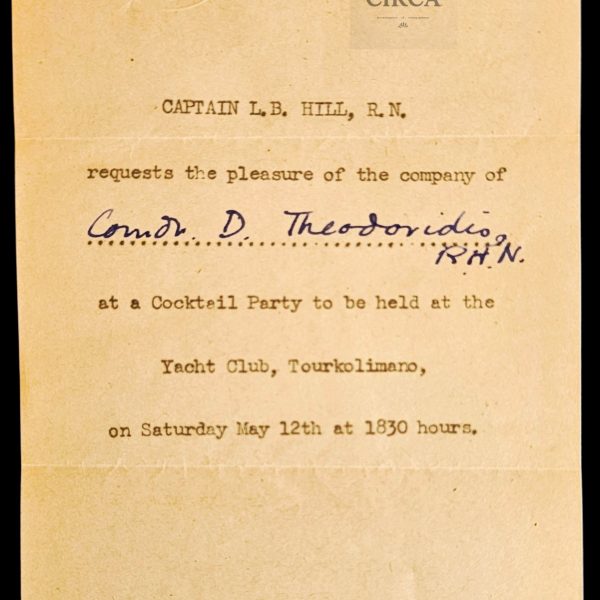 CIRCA
CAPTAIN L.B. HILL, R.N.
requests the pleasure of the company of
Comdr. D. Theodoridis,
R.H.N.
at a Cocktail Party to be held at the
Yacht Club, Tourkolimano,
on Saturday May 12th at 1830 hours.